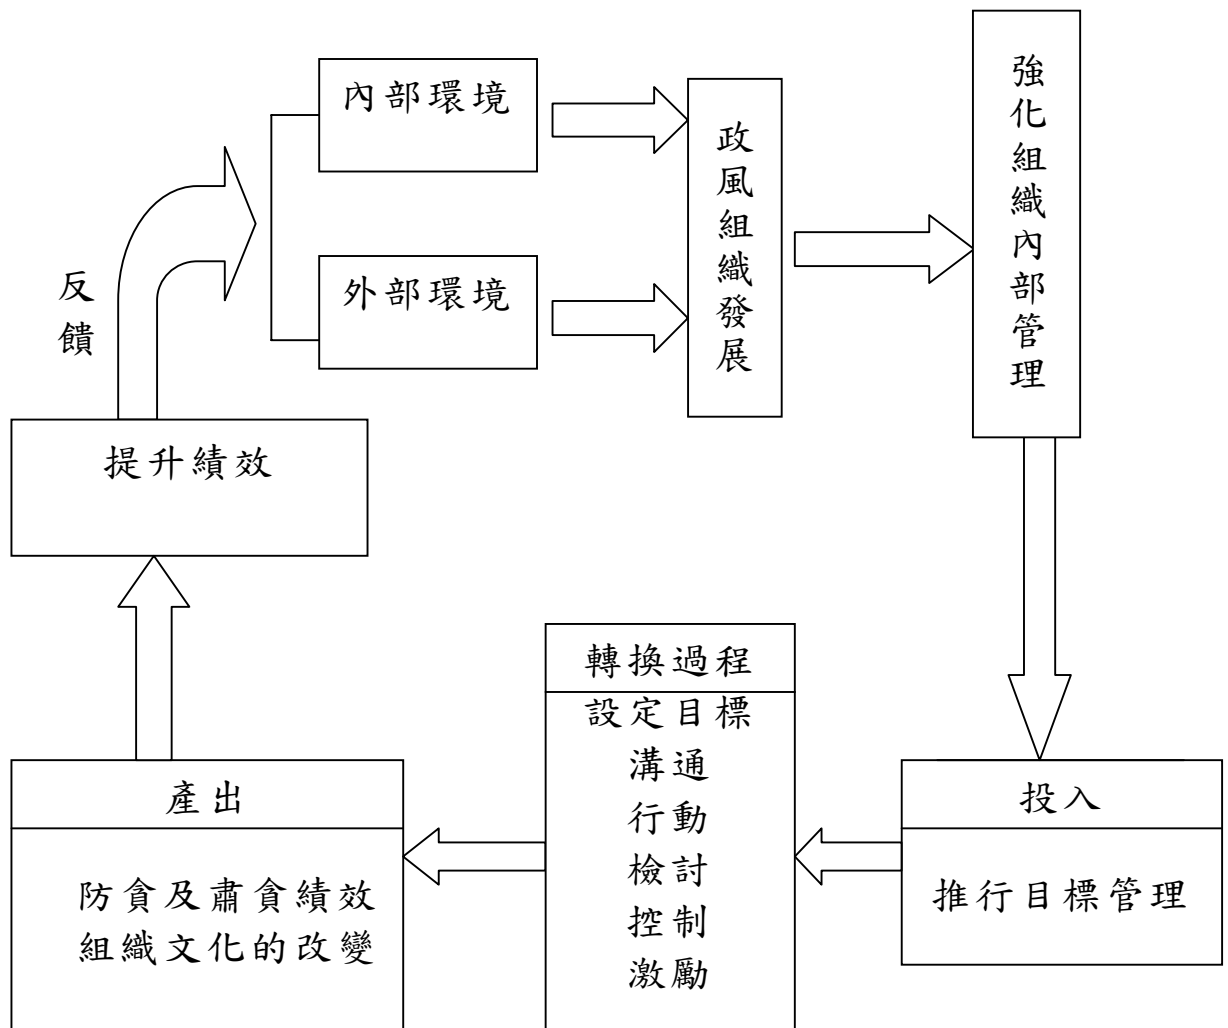 內部環境
外部環境
政風組織發展
強化組織內部管理
反饋
提升績效
轉換過程
設定目標
溝通
行動
檢討
控制
激勵
投入
推行目標管理
產出
防貪及肅貪績效
組織文化的改變